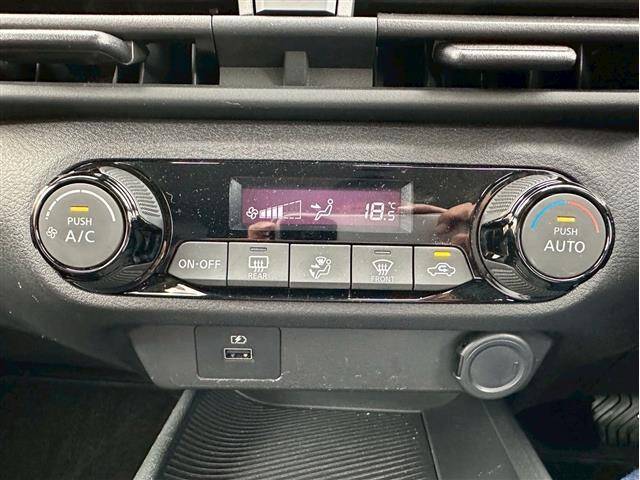 PUSH
A/C
18.5°C
PUSH
AUTO
ON·OFF
REAR
FRONT